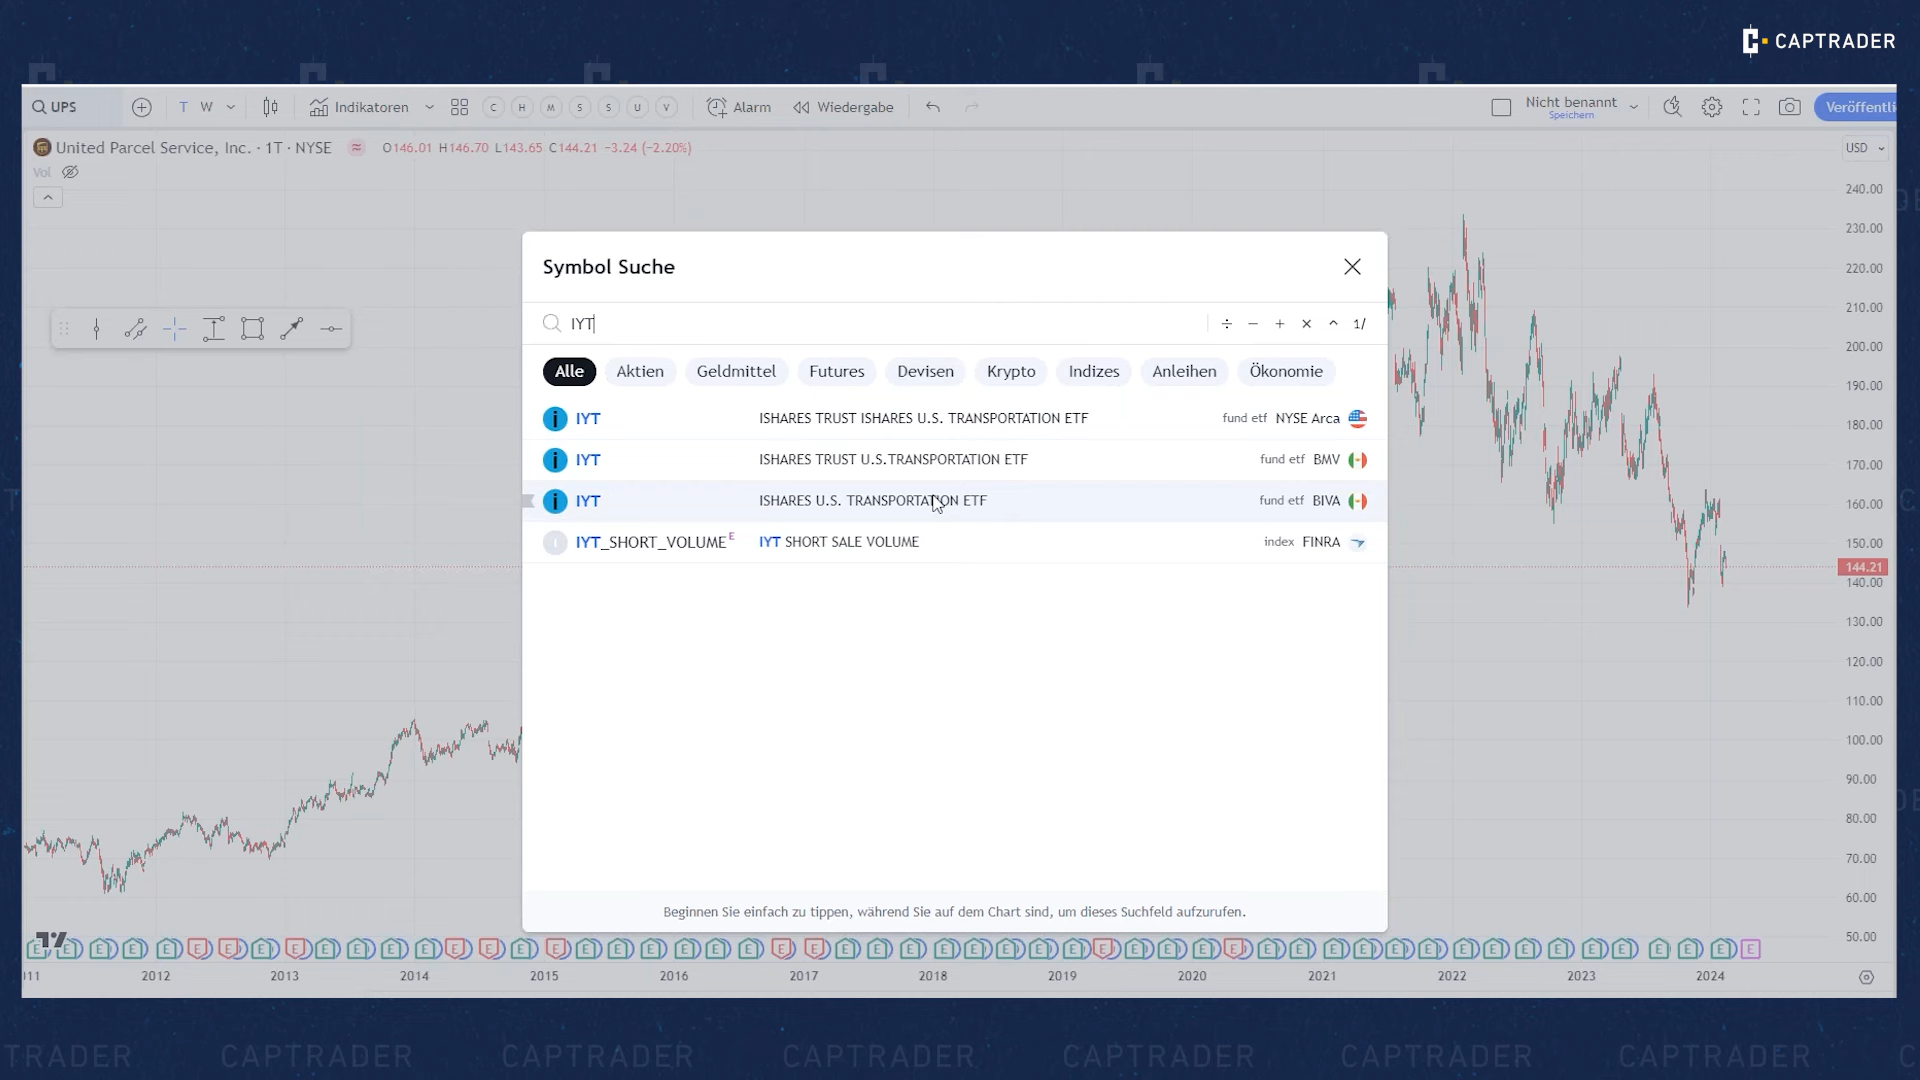 CAPTRADER
UPS
T W
Indikatoren
C H M S S U V
Alarm
Wiedergabe
Nicht benannt
Speichern
Veröffentli
United Parcel Service, Inc. · 1T · NYSE
O146.01 H146.70 L143.65 C144.21 −3.24 (−2.20%)
USD
Vol
Symbol Suche
IYT
÷ − + × ^ 1/
Alle Aktien Geldmittel Futures Devisen Krypto Indizes Anleihen Ökonomie
IYT ISHARES TRUST ISHARES U.S. TRANSPORTATION ETF fund etf NYSE Arca
IYT ISHARES TRUST U.S.TRANSPORTATION ETF fund etf BMV
IYT ISHARES U.S. TRANSPORTATION ETF fund etf BIVA
IYT_SHORT_VOLUME E IYT SHORT SALE VOLUME index FINRA
Beginnen Sie einfach zu tippen, während Sie auf dem Chart sind, um dieses Suchfeld aufzurufen.
240.00
230.00
220.00
210.00
200.00
190.00
180.00
170.00
160.00
150.00
144.21
140.00
130.00
120.00
110.00
100.00
90.00
80.00
70.00
60.00
50.00
2012 2013 2014 2015 2016 2017 2018 2019 2020 2021 2022 2023 2024
TRADER CAPTRADER CAPTRADER CAPTRADER CAPTRADER CAPTRADER CAPTRADER